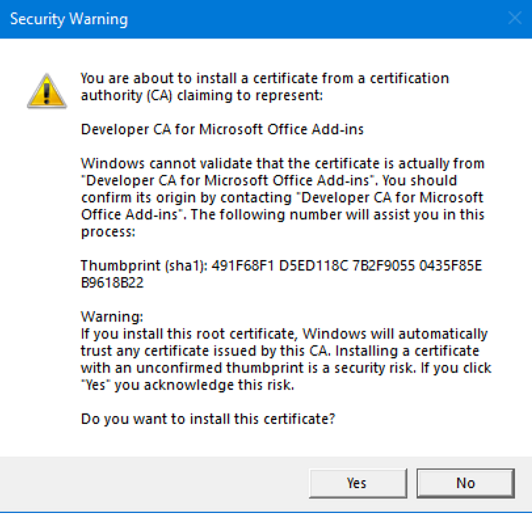 Security Warning
You are about to install a certificate from a certification
authority (CA) claiming to represent:
Developer CA for Microsoft Office Add-ins
Windows cannot validate that the certificate is actually from
"Developer CA for Microsoft Office Add-ins". You should
confirm its origin by contacting "Developer CA for Microsoft
Office Add-ins". The following number will assist you in this
process:
Thumbprint (sha1): 491F68F1 D5ED118C 7B2F9055 0435F85E
B9618B22
Warning:
If you install this root certificate, Windows will automatically
trust any certificate issued by this CA. Installing a certificate
with an unconfirmed thumbprint is a security risk. If you click
"Yes" you acknowledge this risk.
Do you want to install this certificate?
Yes
No